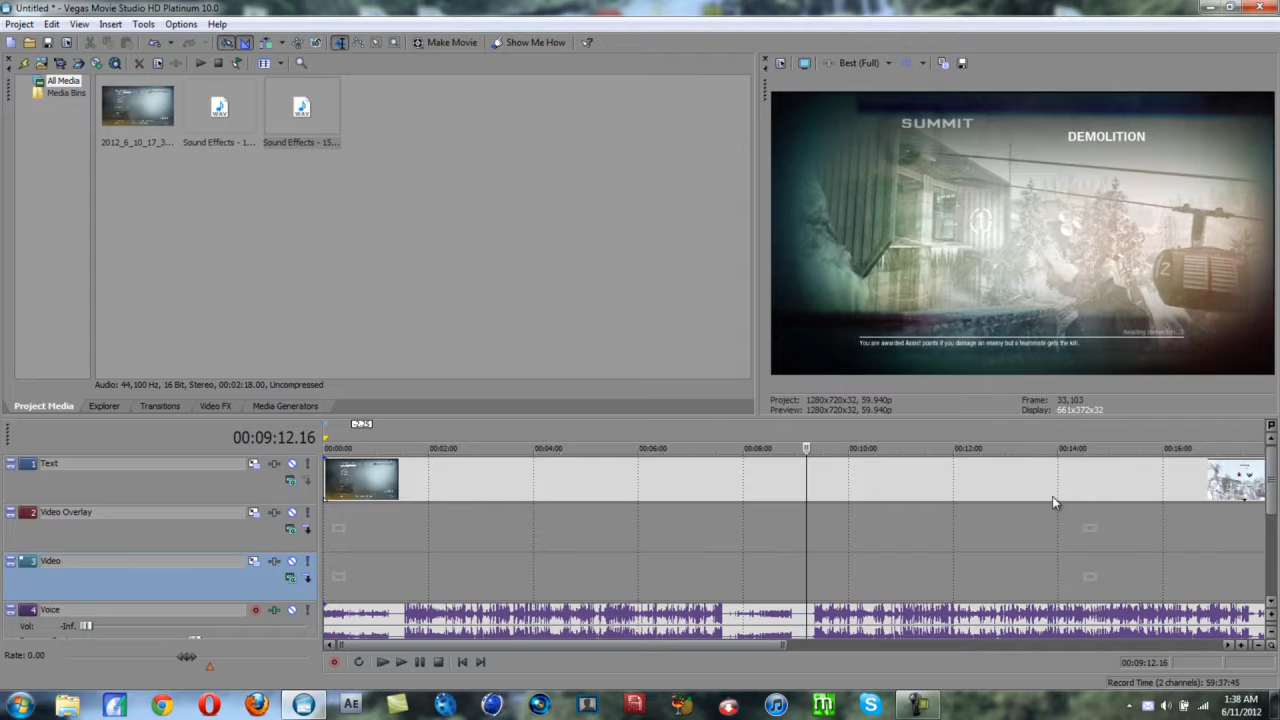 Untitled * - Vegas Movie Studio HD Platinum 10.0
Project Edit View Insert Tools Options Help
Make Movie Show Me How
All Media
Media Bins
WAV WAV
2012_6_10_17_3... Sound Effects - 1... Sound Effects - 15...
Audio: 44,100 Hz, 16 Bit, Stereo, 00:02:18.00, Uncompressed
Project Media Explorer Transitions Video FX Media Generators
Best (Full)
SUMMIT
DEMOLITION
2
You are awarded Assist points if you damage an enemy but a teammate gets the kill.
Project: 1280x720x32, 59.940p Frame: 33,103
Preview: 1280x720x32, 59.940p Display: 661x372x32
00:09:12.16
-2.25
00:00:00 00:02:00 00:04:00 00:06:00 00:08:00 00:10:00 00:12:00 00:14:00 00:16:00
1 Text
2 Video Overlay
3 Video
4 Voice
Vol: -Inf.
Rate: 0.00
00:09:12.16
Record Time (2 channels): 59:37:45
Ae
1:38 AM
6/11/2012